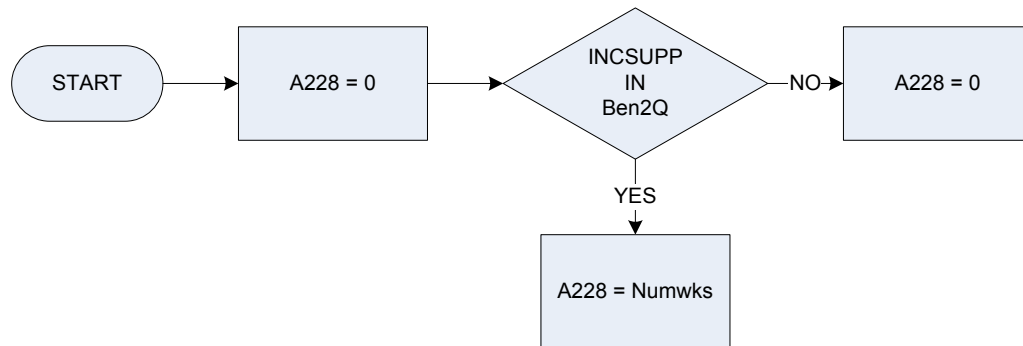 START
A228 = 0
INCSUPP
IN
Ben2Q
NO
A228 = 0
YES
A228 = Numwks